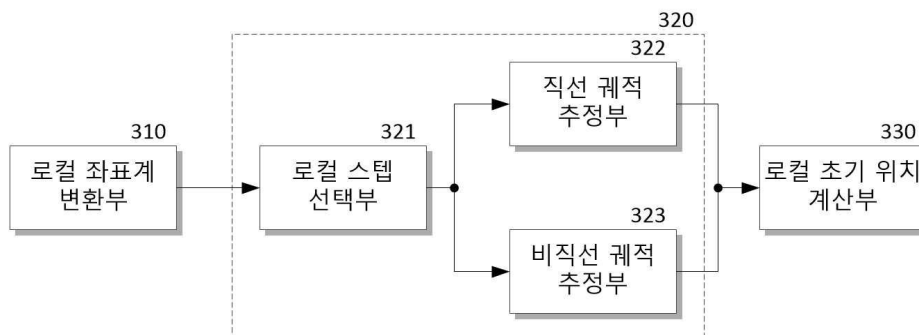 320
322
직선 궤적
추정부
310
로컬 좌표계
변환부
321
로컬 스텝
선택부
330
로컬 초기 위치
계산부
323
비직선 궤적
추정부